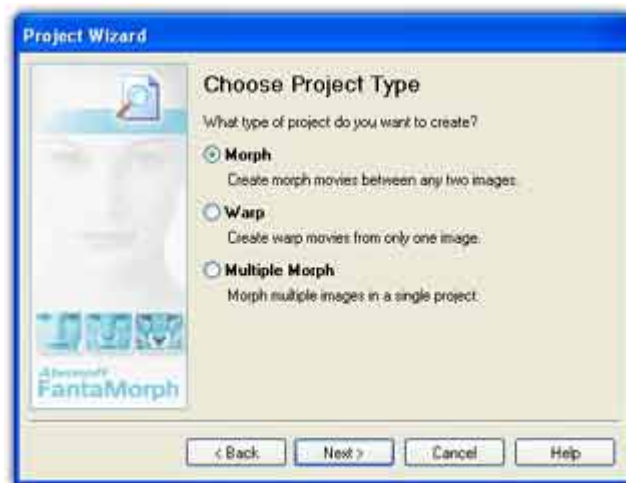 Project Wizard
Choose Project Type
What type of project do you want to create?
Morph
Create morph movies between any two images.
Warp
Create warp movies from only one image.
Multiple Morph
Morph multiple images in a single project.
Abrosoft
FantaMorph
< Back
Next >
Cancel
Help